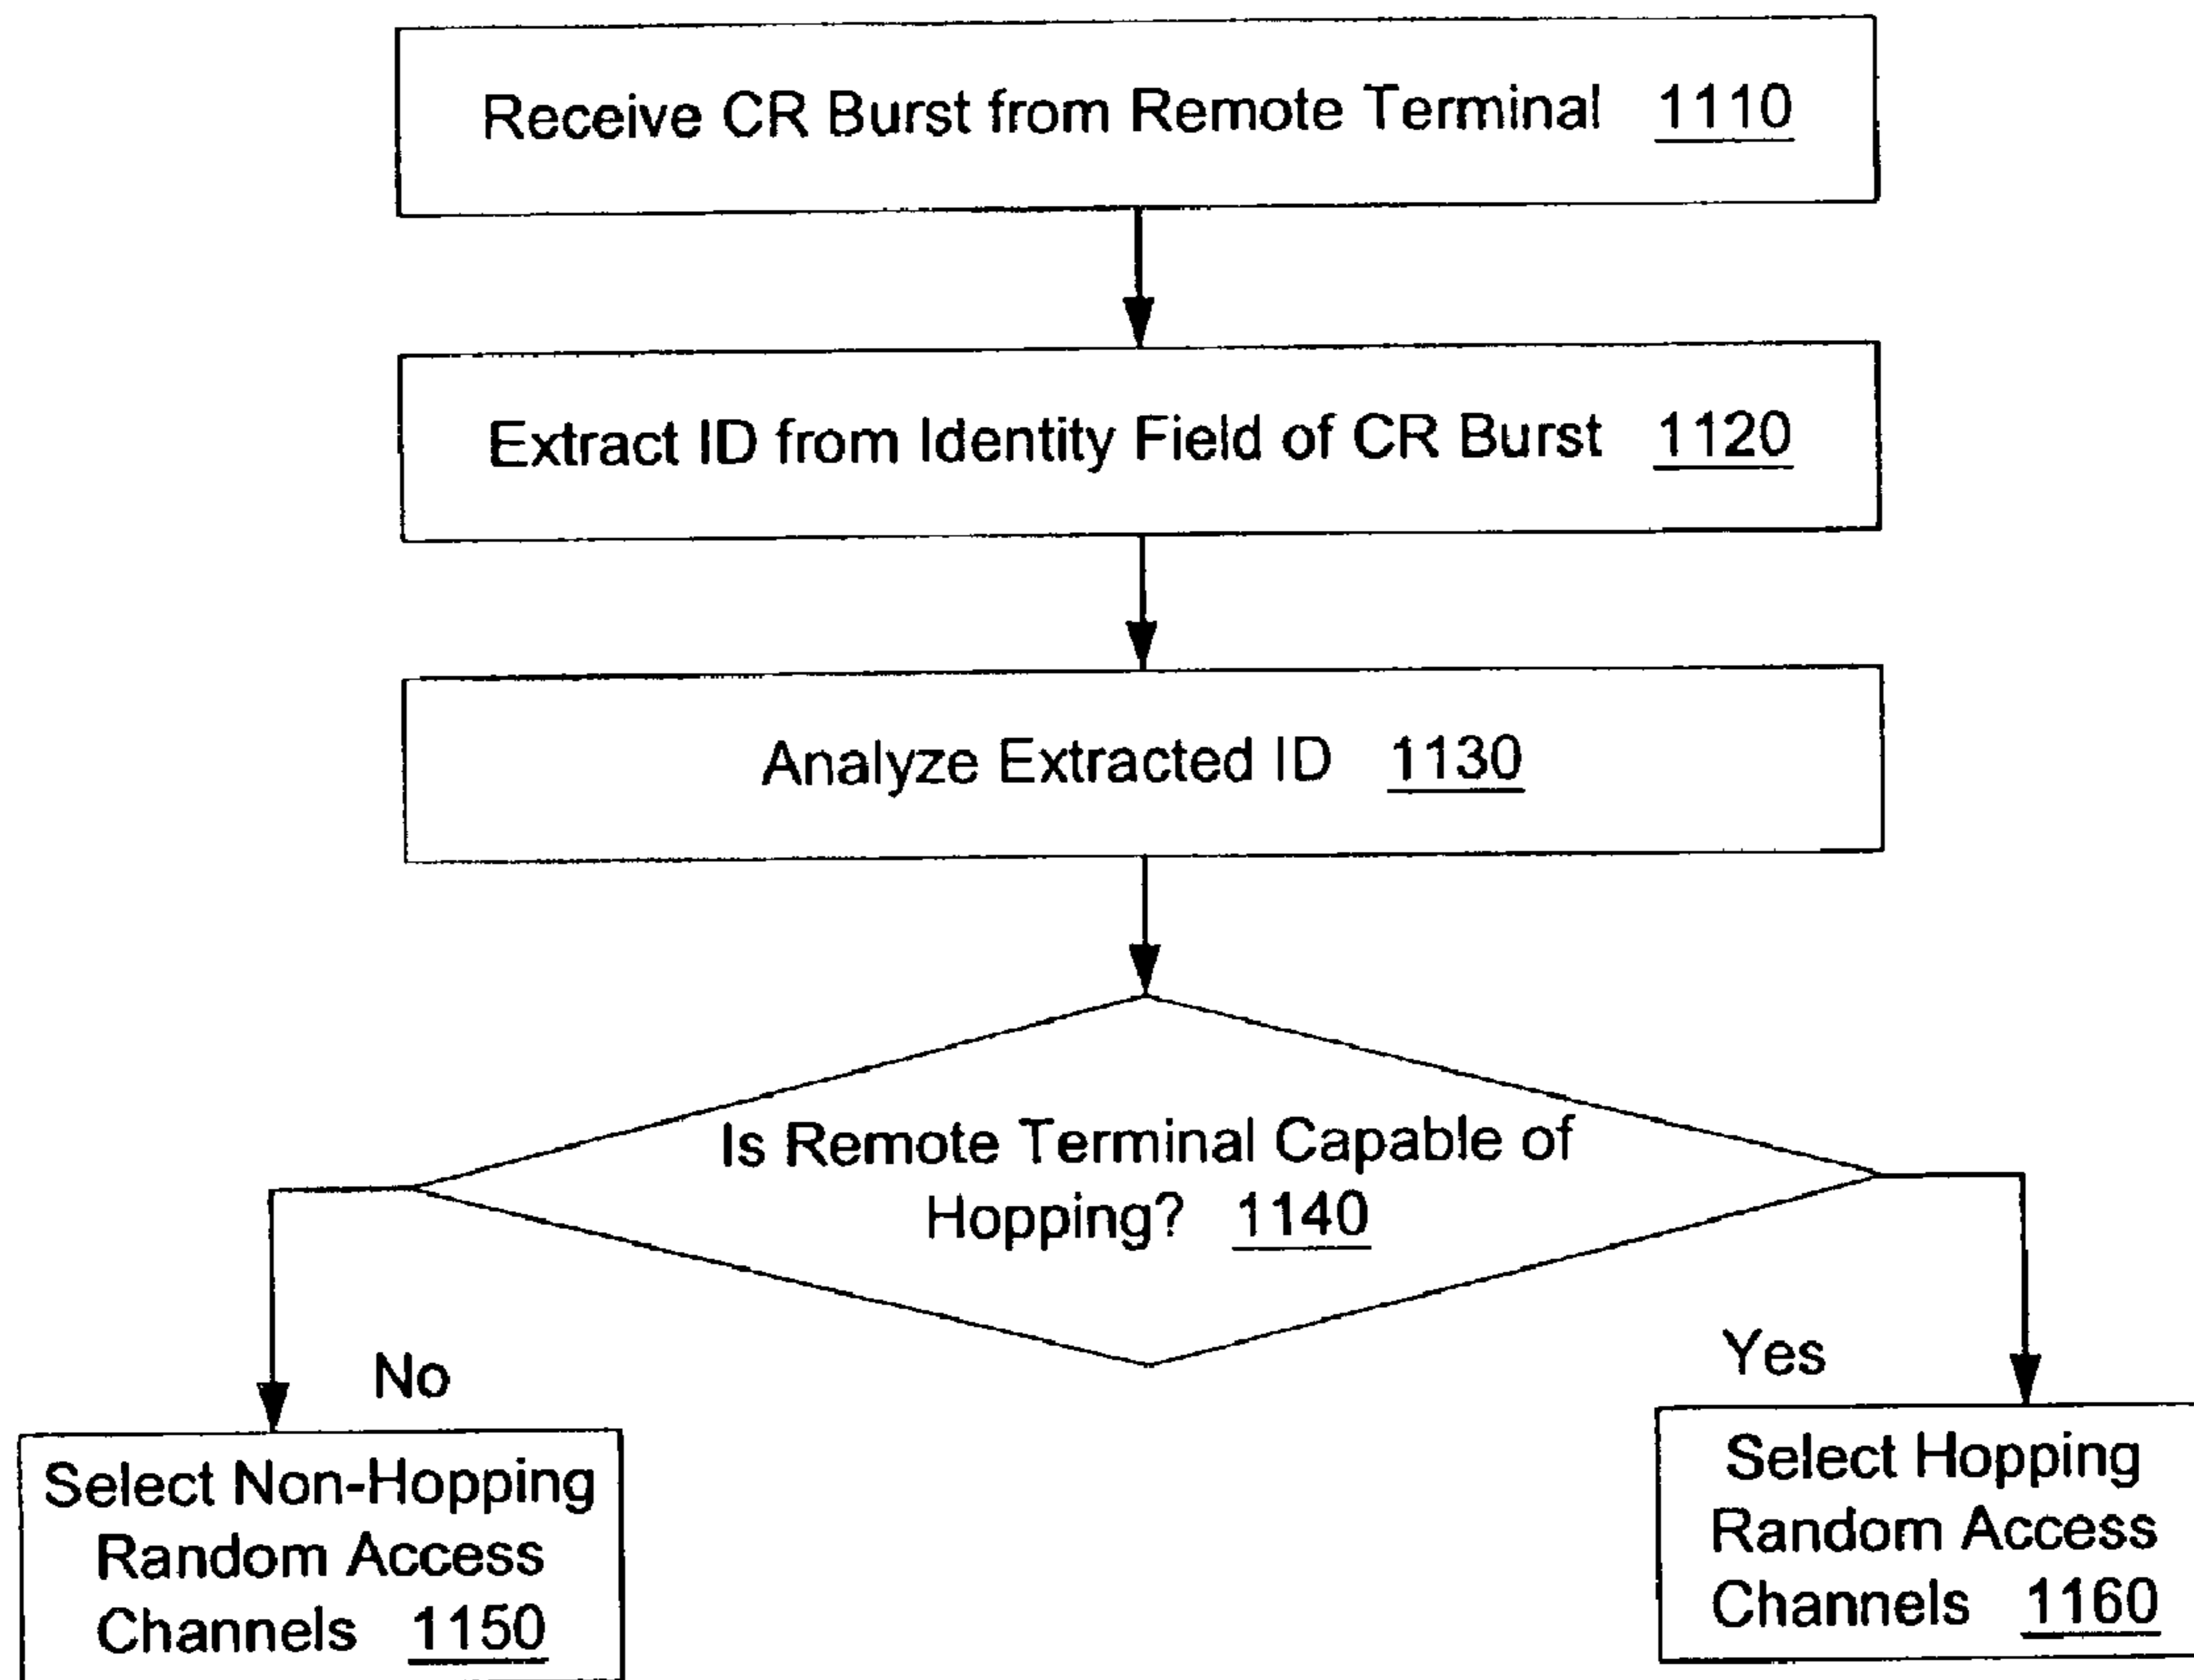 Receive CR Burst from Remote Terminal 1110
Extract ID from Identity Field of CR Burst 1120
Analyze Extracted ID 1130
Is Remote Terminal Capable of
Hopping? 1140
No
Yes
Select Non-Hopping
Random Access
Channels 1150
Select Hopping
Random Access
Channels 1160